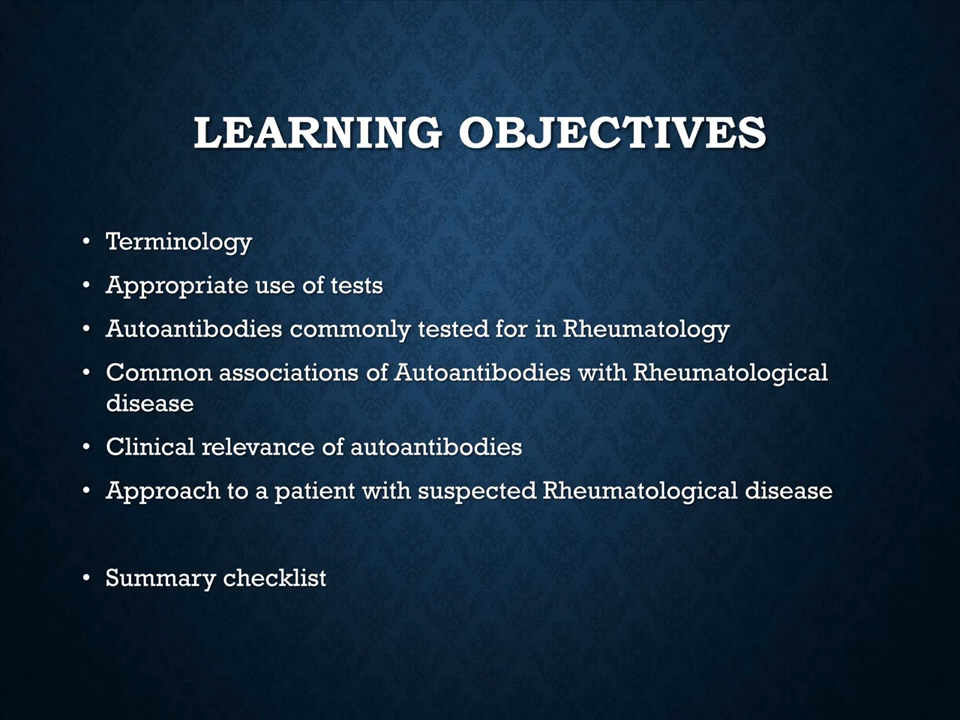 LEARNING OBJECTIVES
• Terminology
• Appropriate use of tests
• Autoantibodies commonly tested for in Rheumatology
• Common associations of Autoantibodies with Rheumatological
disease
• Clinical relevance of autoantibodies
• Approach to a patient with suspected Rheumatological disease
• Summary checklist